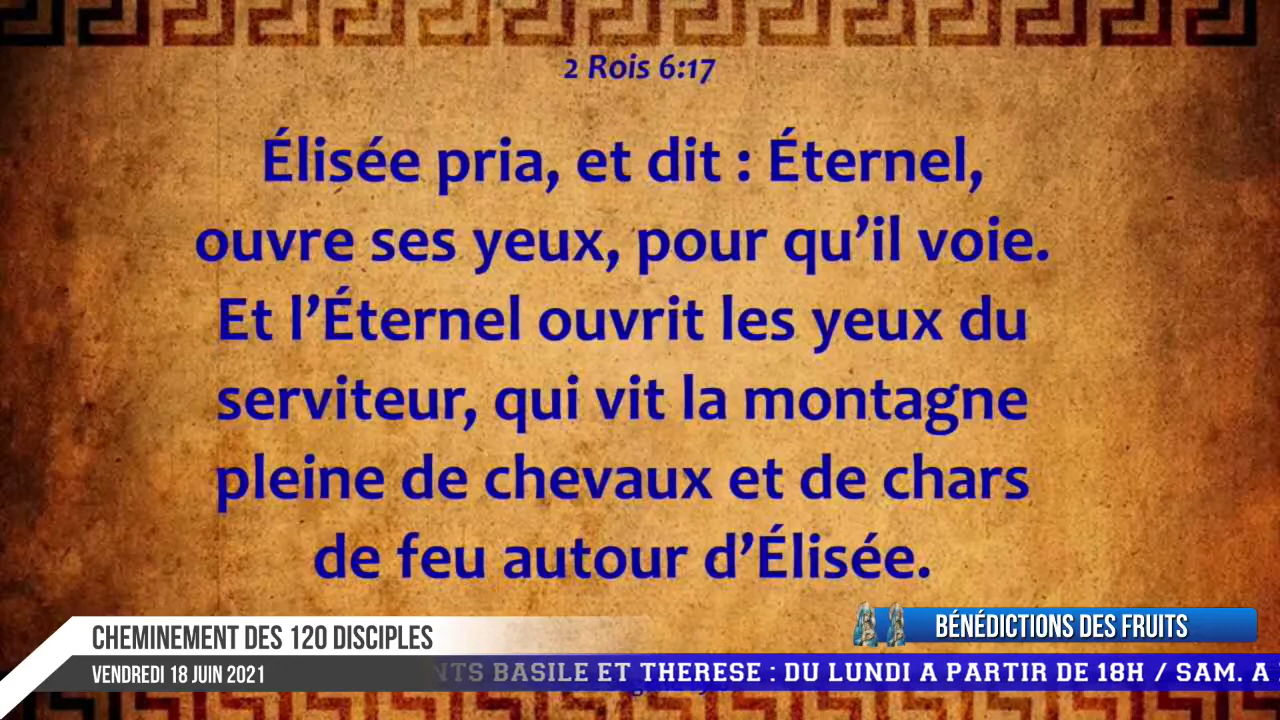 2 Rois 6:17
Élisée pria, et dit : Éternel,
ouvre ses yeux, pour qu’il voie.
Et l’Éternel ouvrit les yeux du
serviteur, qui vit la montagne
pleine de chevaux et de chars
de feu autour d’Élisée.
CHEMINEMENT DES 120 DISCIPLES
BÉNÉDICTIONS DES FRUITS
VENDREDI 18 JUIN 2021
NTS BASILE ET THERESE : DU LUNDI A PARTIR DE 18H / SAM. A